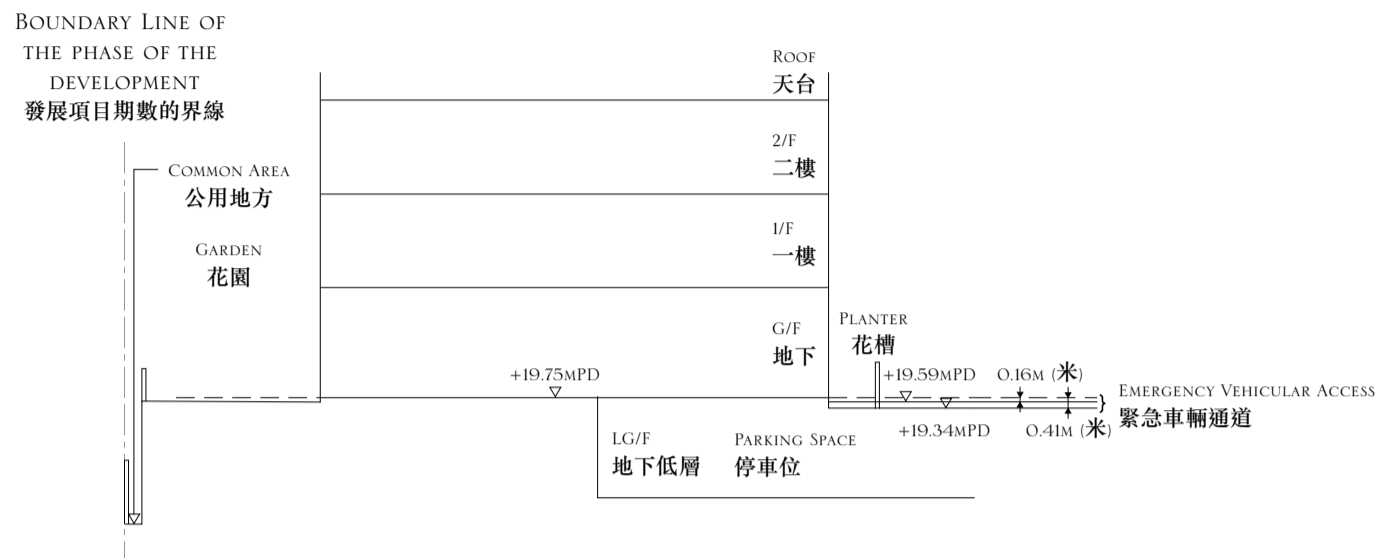 BOUNDARY LINE OF
THE PHASE OF THE
DEVELOPMENT
發展項目期數的界線
COMMON AREA
公用地方
GARDEN
花園
ROOF
天台
2/F
二樓
1/F
一樓
G/F
地下
PLANTER
花槽
+19.75MPD
+19.59MPD
0.16M (米)
EMERGENCY VEHICULAR ACCESS
緊急車輛通道
+19.34MPD
0.41M (米)
LG/F
地下低層
PARKING SPACE
停車位